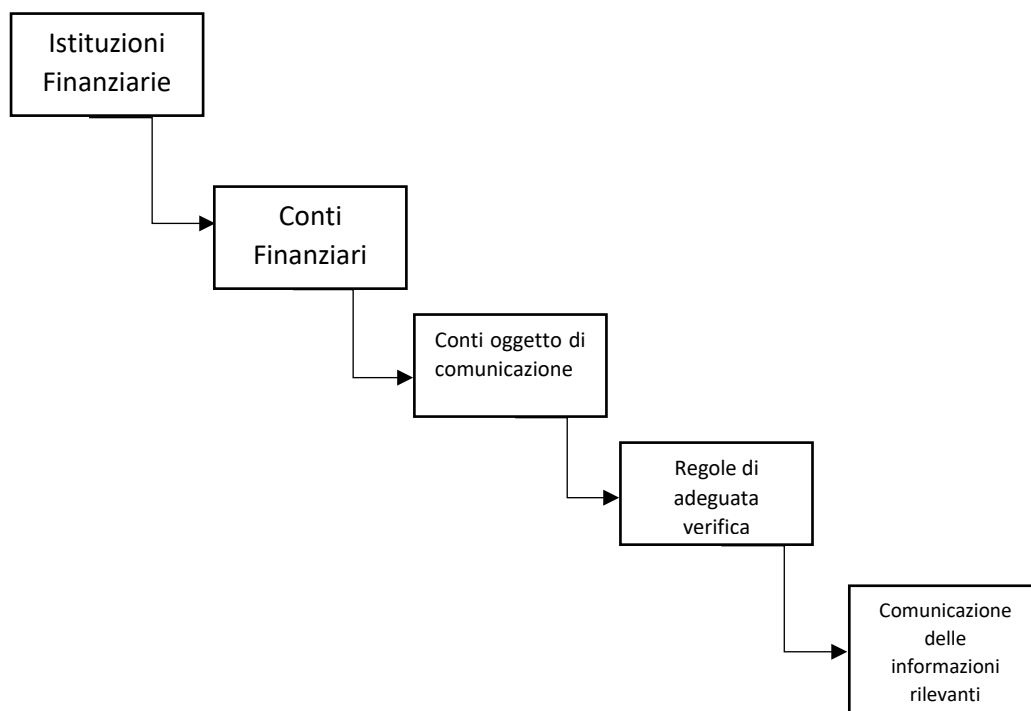 Istituzioni
Finanziarie
Conti
Finanziari
Conti oggetto di
comunicazione
Regole di
adeguata
verifica
Comunicazione
delle
informazioni
rilevanti